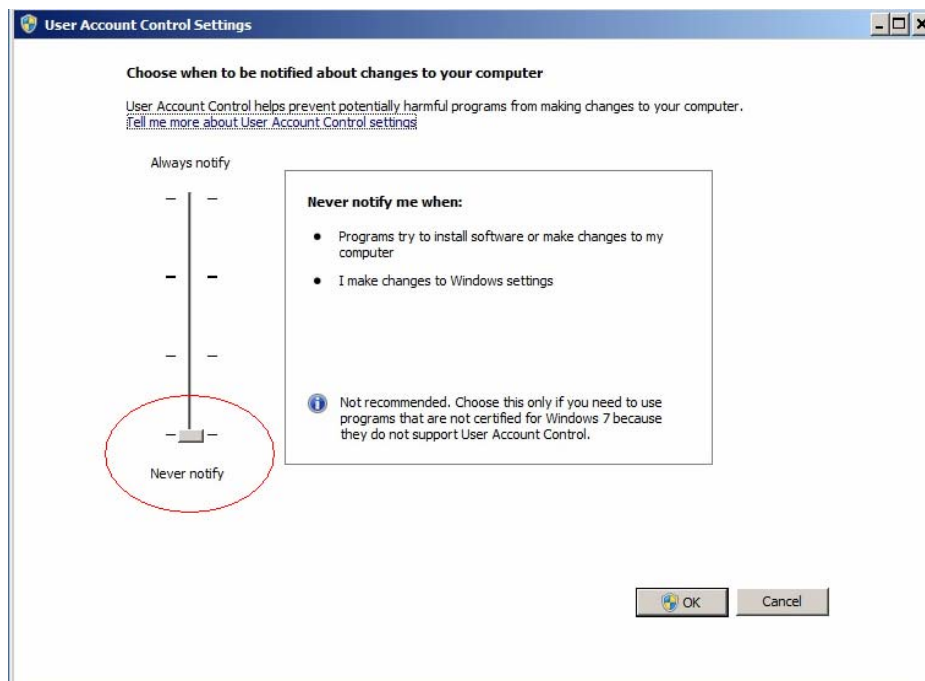 User Account Control Settings
Choose when to be notified about changes to your computer
User Account Control helps prevent potentially harmful programs from making changes to your computer.
Tell me more about User Account Control settings
Always notify
Never notify me when:
• Programs try to install software or make changes to my
computer
• I make changes to Windows settings
Not recommended. Choose this only if you need to use
programs that are not certified for Windows 7 because
they do not support User Account Control.
Never notify
OK
Cancel